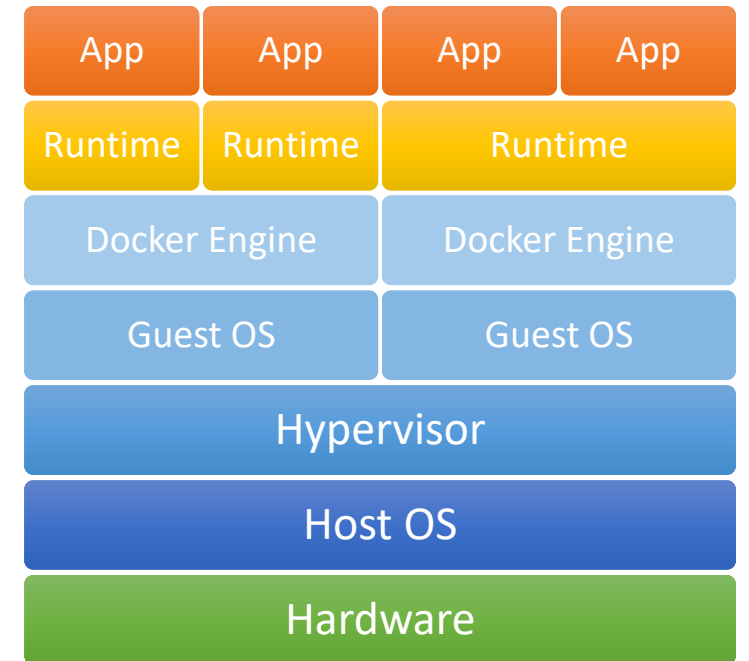 App App App App
Runtime Runtime Runtime
Docker Engine Docker Engine
Guest OS Guest OS
Hypervisor
Host OS
Hardware